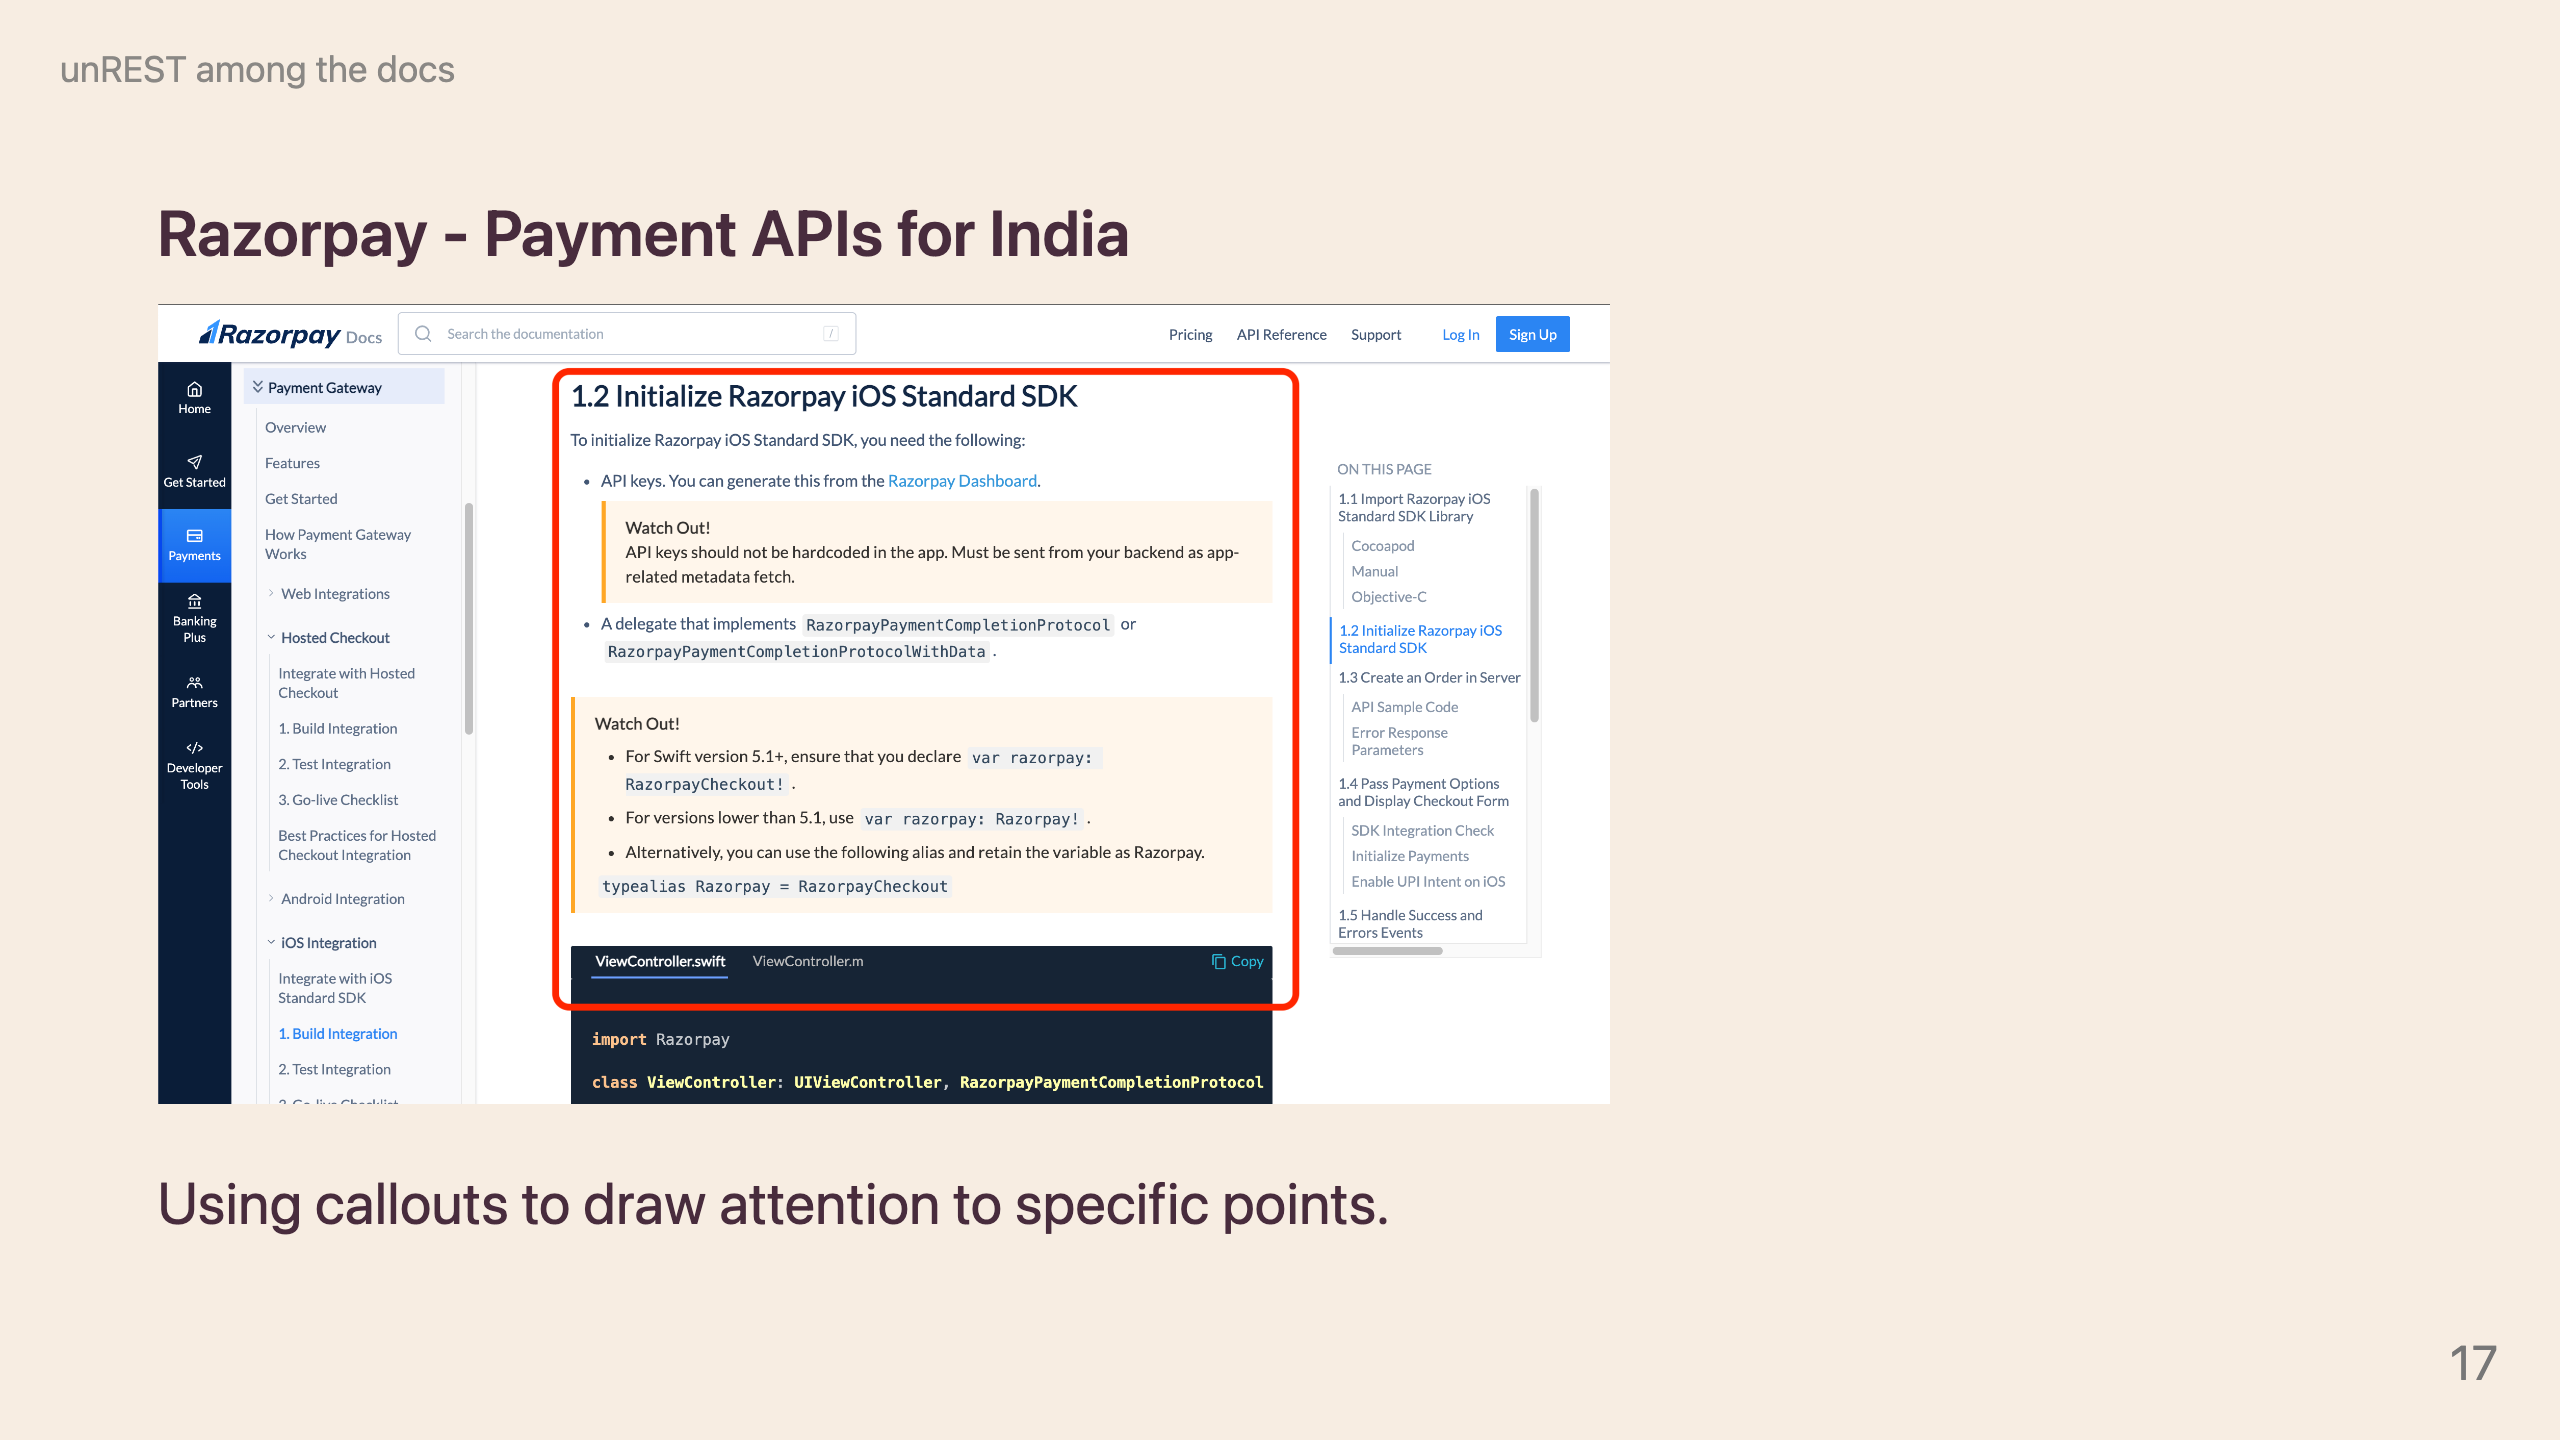 unREST among the docs
Razorpay - Payment APIs for India
Razorpay Docs
Search the documentation
/
Pricing
API Reference
Support
Log In
Sign Up
Home
Get Started
Payments
Banking
Plus
Partners
</>
Developer
Tools
Payment Gateway
Overview
Features
Get Started
How Payment Gateway
Works
Web Integrations
Hosted Checkout
Integrate with Hosted
Checkout
1. Build Integration
2. Test Integration
3. Go-live Checklist
Best Practices for Hosted
Checkout Integration
Android Integration
iOS Integration
Integrate with iOS
Standard SDK
1. Build Integration
2. Test Integration
3. Go-live Checklist
1.2 Initialize Razorpay iOS Standard SDK
To initialize Razorpay iOS Standard SDK, you need the following:
• API keys. You can generate this from the Razorpay Dashboard.
Watch Out!
API keys should not be hardcoded in the app. Must be sent from your backend as app-
related metadata fetch.
• A delegate that implements RazorpayPaymentCompletionProtocol or
RazorpayPaymentCompletionProtocolWithData .
Watch Out!
• For Swift version 5.1+, ensure that you declare var razorpay:
RazorpayCheckout! .
• For versions lower than 5.1, use var razorpay: Razorpay! .
• Alternatively, you can use the following alias and retain the variable as Razorpay.
typealias Razorpay = RazorpayCheckout
ViewController.swift
ViewController.m
Copy
import Razorpay
class ViewController: UIViewController, RazorpayPaymentCompletionProtocol
ON THIS PAGE
1.1 Import Razorpay iOS
Standard SDK Library
Cocoapod
Manual
Objective-C
1.2 Initialize Razorpay iOS
Standard SDK
1.3 Create an Order in Server
API Sample Code
Error Response
Parameters
1.4 Pass Payment Options
and Display Checkout Form
SDK Integration Check
Initialize Payments
Enable UPI Intent on iOS
1.5 Handle Success and
Errors Events
Using callouts to draw attention to specific points.
17